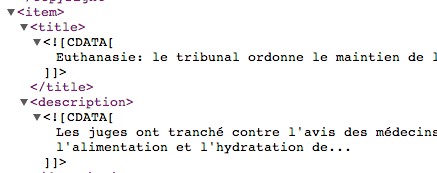 <item>
<title>
<![CDATA[
Euthanasie: le tribunal ordonne le maintien de
]]>
</title>
<description>
<![CDATA[
Les juges ont tranché contre l'avis des médecins
l'alimentation et l'hydratation de...
]]>